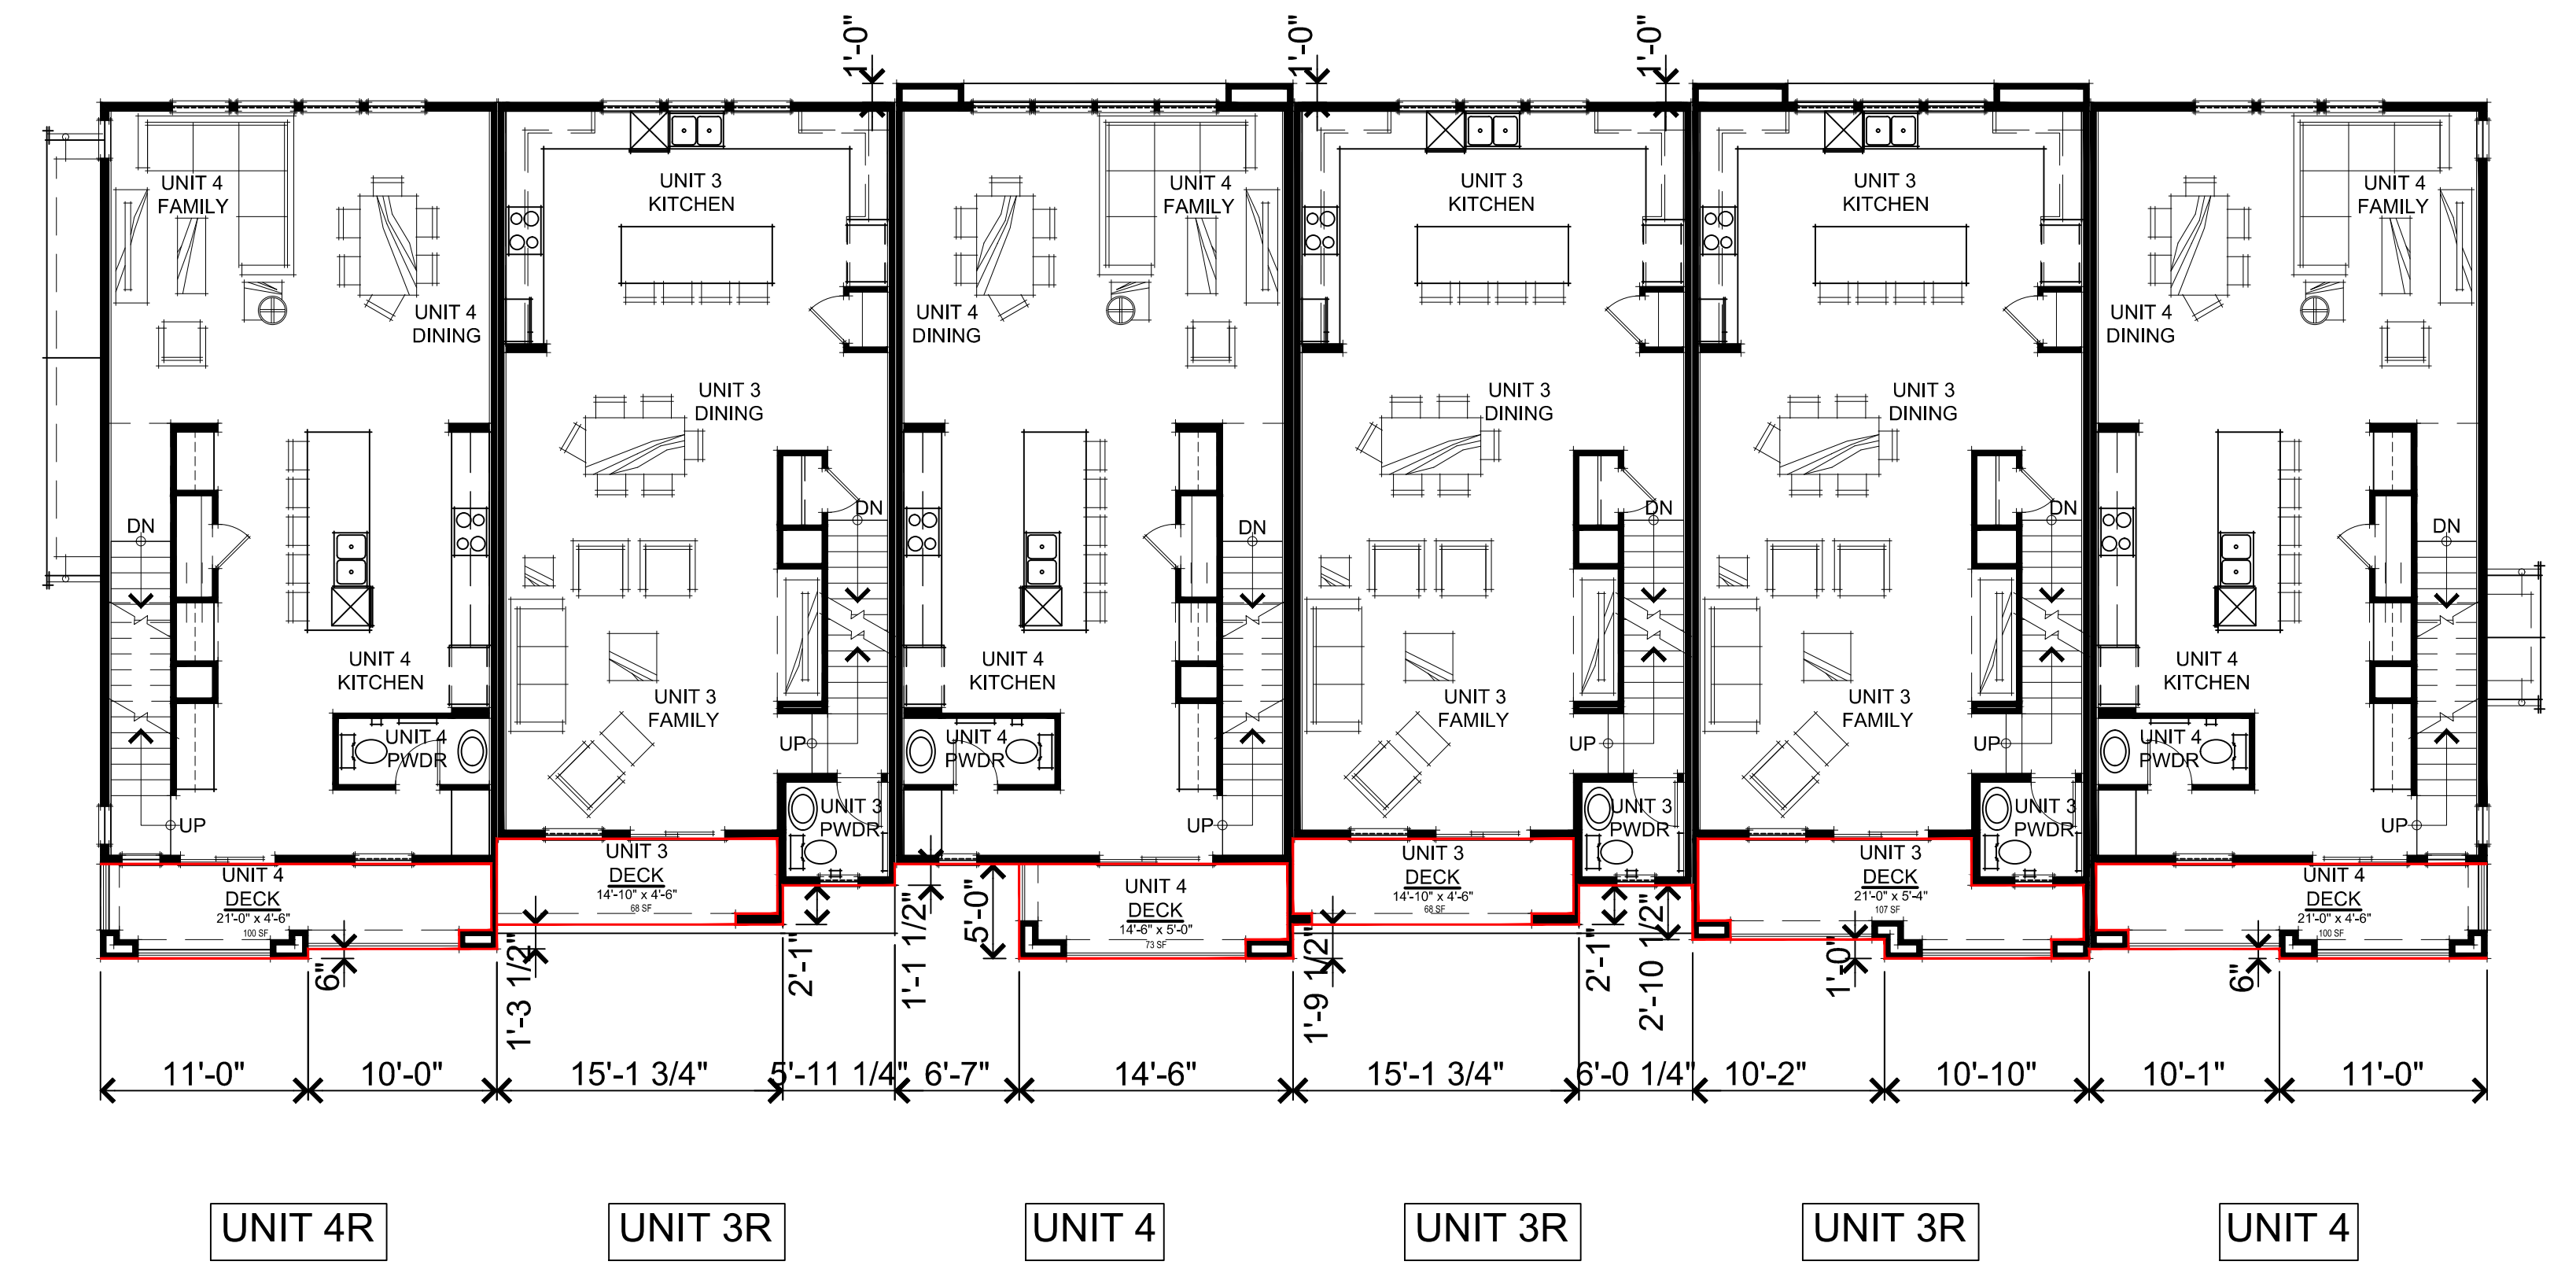 1'-0"
1'-0"
1'-0"
UNIT 4
FAMILY
UNIT 4
DINING
UNIT 3
KITCHEN
UNIT 4
FAMILY
UNIT 4
DINING
UNIT 3
KITCHEN
UNIT 3
KITCHEN
UNIT 4
FAMILY
UNIT 4
DINING
UNIT 3
DINING
UNIT 3
DINING
UNIT 3
DINING
DN
DN
DN
DN
DN
DN
UNIT 4
KITCHEN
UNIT 3
FAMILY
UNIT 4
KITCHEN
UNIT 3
FAMILY
UNIT 3
FAMILY
UNIT 4
KITCHEN
UNIT 4
PWDR
UP
UNIT 4
PWDR
UP
UP
UNIT 4
PWDR
UP
UNIT 3
PWDR
UP
UNIT 3
PWDR
UNIT 3
PWDR
UP
UNIT 4
DECK
21'-0" x 4'-6"
100 SF
UNIT 3
DECK
14'-10" x 4'-6"
68 SF
UNIT 4
DECK
14'-6" x 5'-0"
73 SF
UNIT 3
DECK
14'-10" x 4'-6"
68 SF
UNIT 3
DECK
21'-0" x 5'-4"
107 SF
UNIT 4
DECK
21'-0" x 4'-6"
100 SF
6"
1'-3 1/2"
2'-1"
1'-1 1/2"
5'-0"
1'-9 1/2"
2'-1"
2'-10 1/2"
1'-0"
6"
11'-0"
10'-0"
15'-1 3/4"
5'-11 1/4"
6'-7"
14'-6"
15'-1 3/4"
6'-0 1/4"
10'-2"
10'-10"
10'-1"
11'-0"
UNIT 4R
UNIT 3R
UNIT 4
UNIT 3R
UNIT 3R
UNIT 4